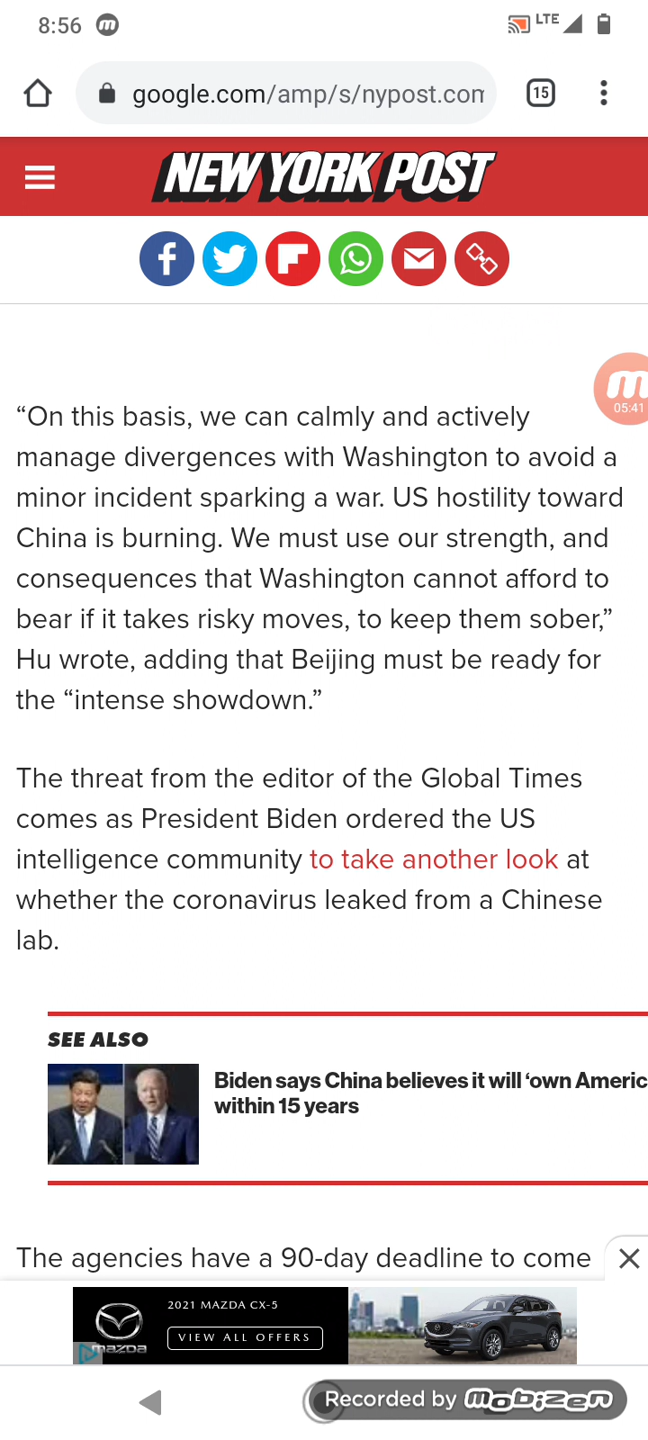 8:56
LTE
google.com/amp/s/nypost.com
15
NEW YORK POST
05:41
“On this basis, we can calmly and actively
manage divergences with Washington to avoid a
minor incident sparking a war. US hostility toward
China is burning. We must use our strength, and
consequences that Washington cannot afford to
bear if it takes risky moves, to keep them sober,”
Hu wrote, adding that Beijing must be ready for
the “intense showdown.”
The threat from the editor of the Global Times
comes as President Biden ordered the US
intelligence community to take another look at
whether the coronavirus leaked from a Chinese
lab.
SEE ALSO
Biden says China believes it will ‘own Americ
within 15 years
The agencies have a 90-day deadline to come
2021 MAZDA CX-5
VIEW ALL OFFERS
mazda
Recorded by mobizen